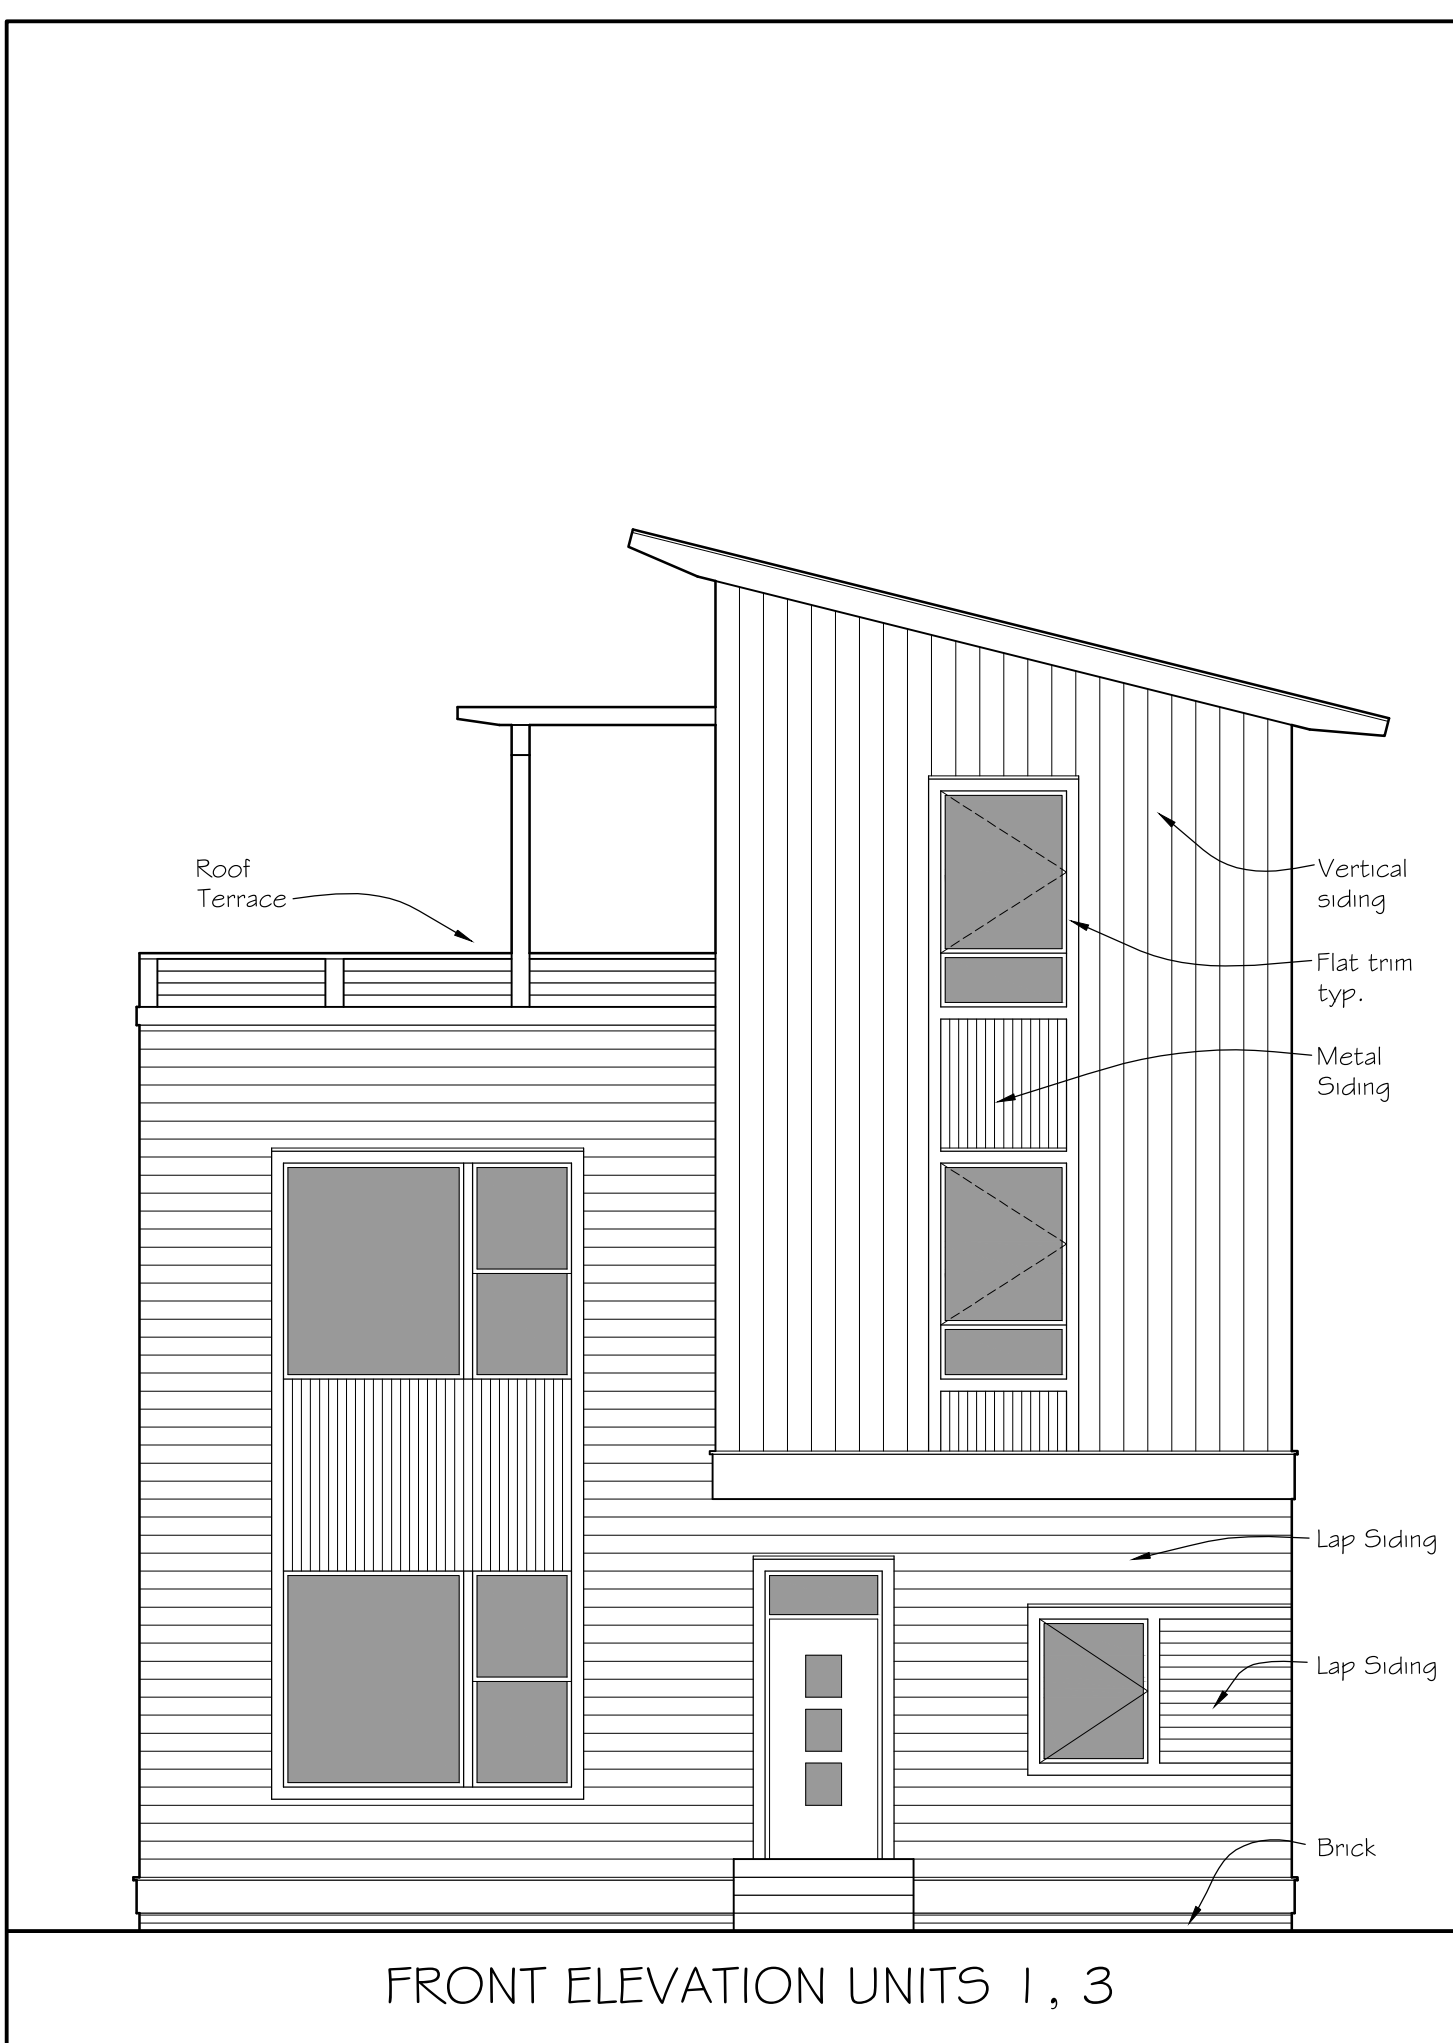 Roof
Terrace
Vertical
siding
Flat trim
typ.
Metal
Siding
Lap Siding
Lap Siding
Brick
FRONT ELEVATION UNITS 1, 3